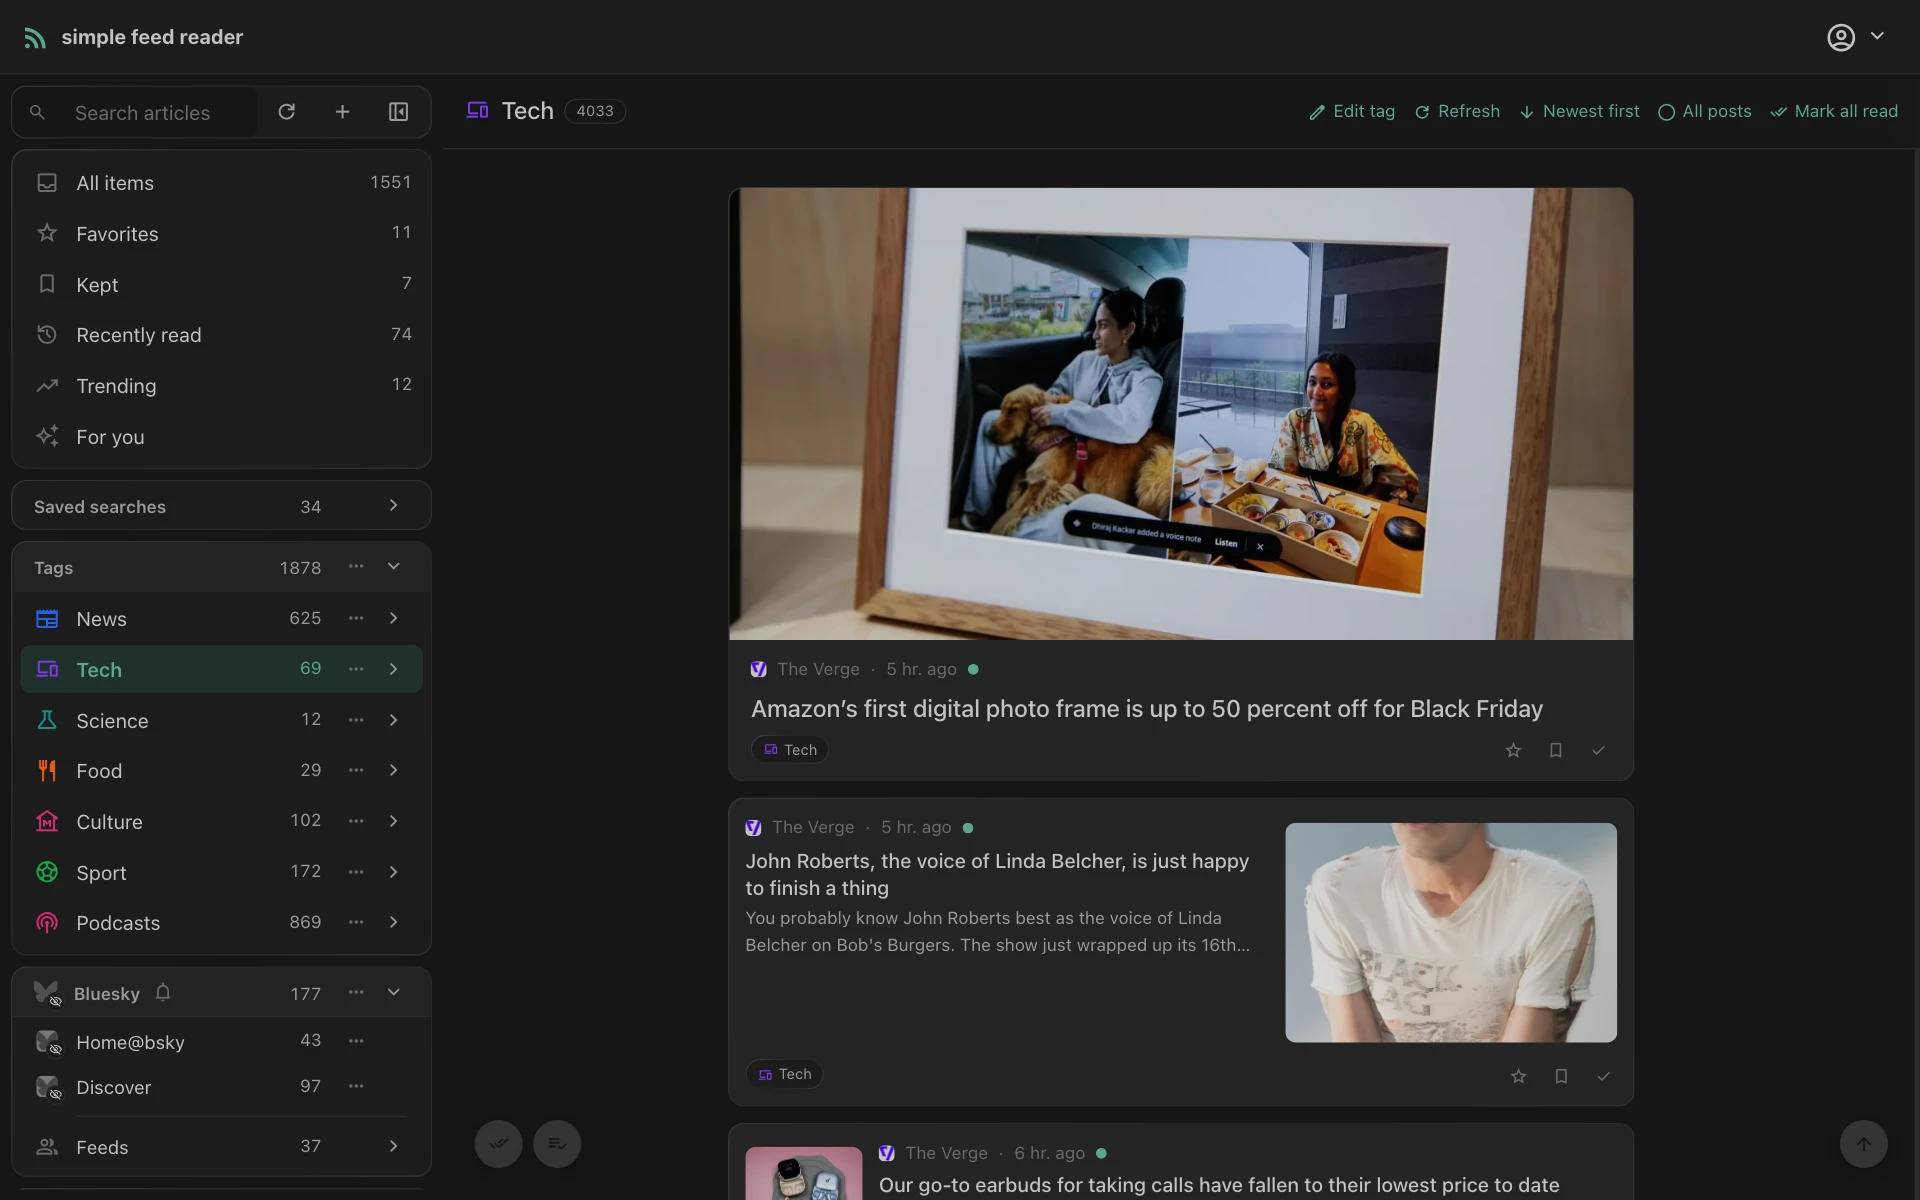 simple feed reader
Search articles
All items 1551
Favorites 11
Kept 7
Recently read 74
Trending 12
For you
Saved searches 34
Tags 1878
News 625
Tech 69
Science 12
Food 29
Culture 102
Sport 172
Podcasts 869
Bluesky 177
Home@bsky 43
Discover 97
Feeds 37
Tech 4033
Edit tag Refresh Newest first All posts Mark all read
Dhiraj Kacker added a voice note Listen
The Verge · 5 hr. ago
Amazon’s first digital photo frame is up to 50 percent off for Black Friday
Tech
The Verge · 5 hr. ago
John Roberts, the voice of Linda Belcher, is just happy
to finish a thing
You probably know John Roberts best as the voice of Linda
Belcher on Bob's Burgers. The show just wrapped up its 16th...
BLACK
Tech
The Verge · 6 hr. ago
Our go-to earbuds for taking calls have fallen to their lowest price to date